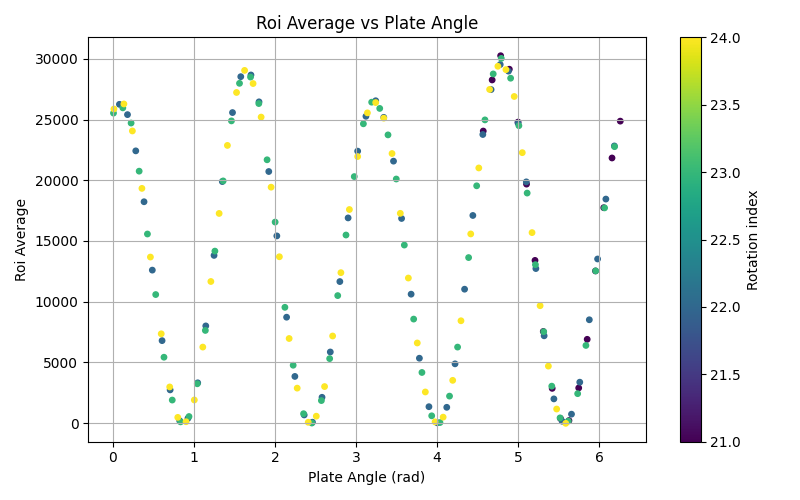 Roi Average vs Plate Angle
30000
25000
20000
15000
10000
5000
0
Roi Average
0 1 2 3 4 5 6
Plate Angle (rad)
24.0
23.5
23.0
22.5
22.0
21.5
21.0
Rotation index